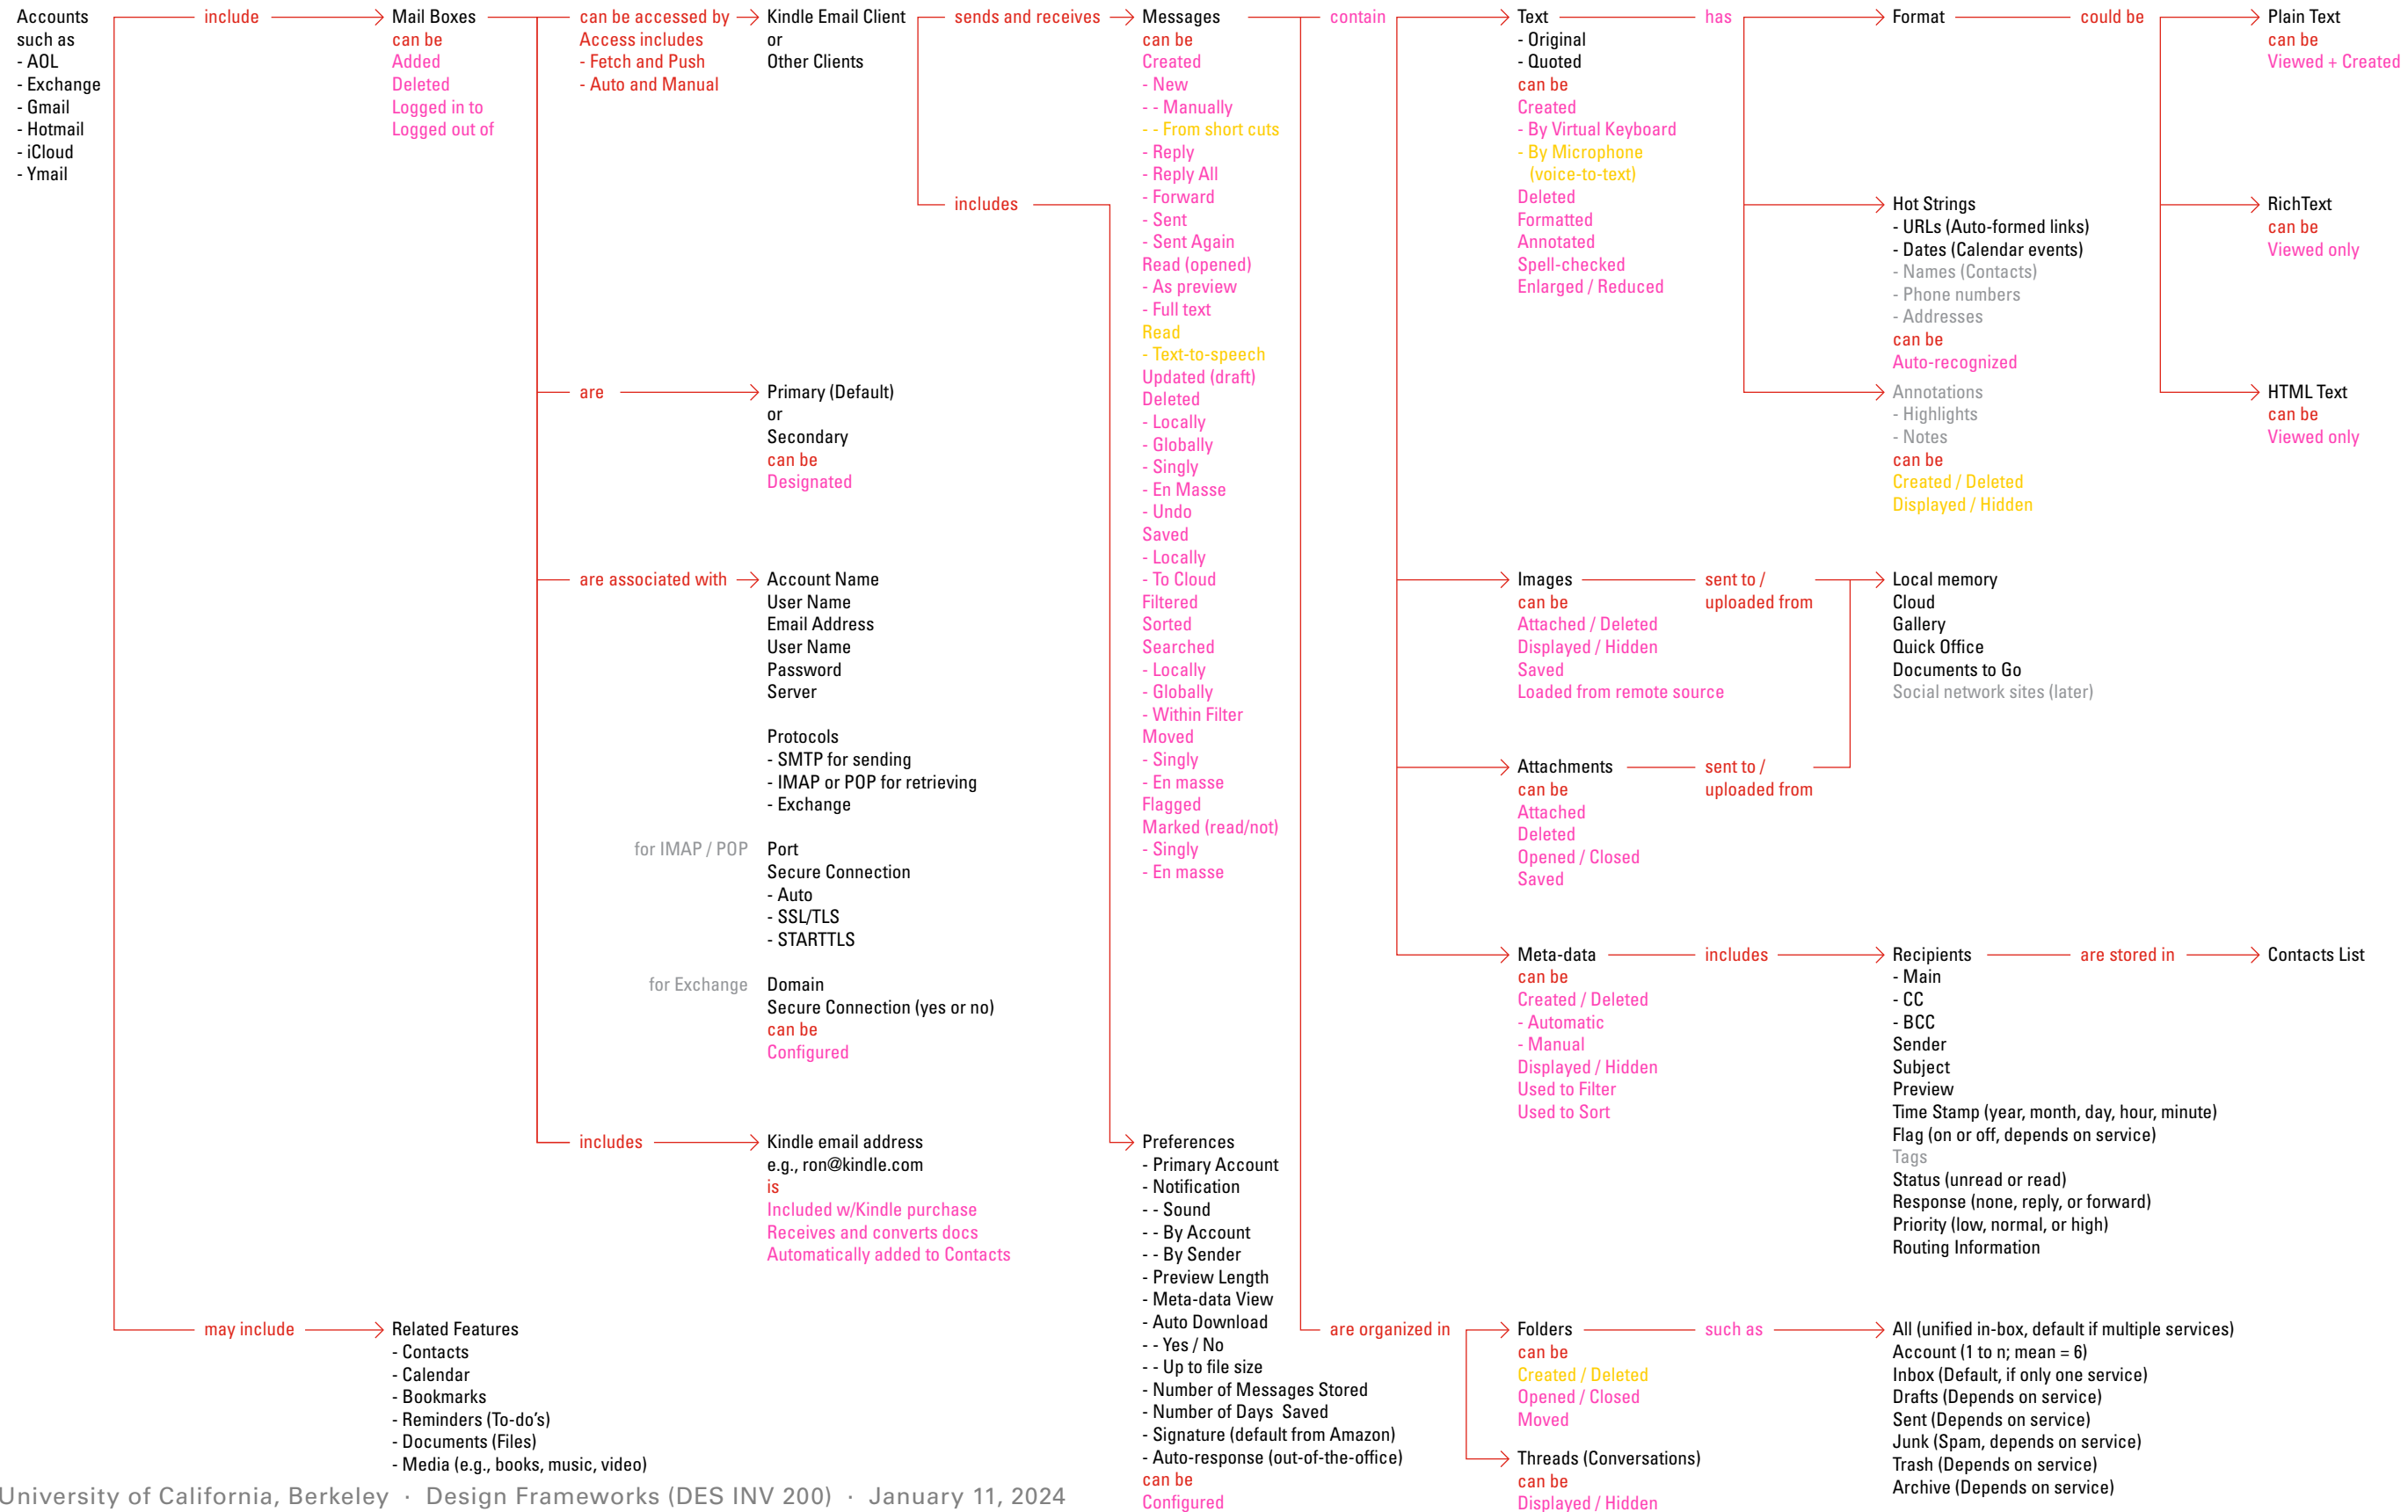 Accounts
such as
- AOL
- Exchange
- Gmail
- Hotmail
- iCloud
- Ymail
include
Mail Boxes
can be
Added
Deleted
Logged in to
Logged out of
can be accessed by
Access includes
- Fetch and Push
- Auto and Manual
Kindle Email Client
or
Other Clients
sends and receives
includes
are
Primary (Default)
or
Secondary
can be
Designated
are associated with
Account Name
User Name
Email Address
User Name
Password
Server
Protocols
- SMTP for sending
- IMAP or POP for retrieving
- Exchange
for IMAP / POP
Port
Secure Connection
- Auto
- SSL/TLS
- STARTTLS
for Exchange
Domain
Secure Connection (yes or no)
can be
Configured
includes
Kindle email address
e.g., ron@kindle.com
is
Included w/Kindle purchase
Receives and converts docs
Automatically added to Contacts
may include
Related Features
- Contacts
- Calendar
- Bookmarks
- Reminders (To-do's)
- Documents (Files)
- Media (e.g., books, music, video)
Messages
can be
Created
- New
- - Manually
- - From short cuts
- Reply
- Reply All
- Forward
- Sent
- Sent Again
Read (opened)
- As preview
- Full text
Read
- Text-to-speech
Updated (draft)
Deleted
- Locally
- Globally
- Singly
- En Masse
- Undo
Saved
- Locally
- To Cloud
Filtered
Sorted
Searched
- Locally
- Globally
- Within Filter
Moved
- Singly
- En masse
Flagged
Marked (read/not)
- Singly
- En masse
Preferences
- Primary Account
- Notification
- - Sound
- - By Account
- - By Sender
- Preview Length
- Meta-data View
- Auto Download
- - Yes / No
- - Up to file size
- Number of Messages Stored
- Number of Days  Saved
- Signature (default from Amazon)
- Auto-response (out-of-the-office)
can be
Configured
contain
Text
- Original
- Quoted
can be
Created
- By Virtual Keyboard
- By Microphone
(voice-to-text)
Deleted
Formatted
Annotated
Spell-checked
Enlarged / Reduced
has
Format
could be
Plain Text
can be
Viewed + Created
RichText
can be
Viewed only
HTML Text
can be
Viewed only
Hot Strings
- URLs (Auto-formed links)
- Dates (Calendar events)
- Names (Contacts)
- Phone numbers
- Addresses
can be
Auto-recognized
Annotations
- Highlights
- Notes
can be
Created / Deleted
Displayed / Hidden
Images
can be
Attached / Deleted
Displayed / Hidden
Saved
Loaded from remote source
sent to /
uploaded from
Local memory
Cloud
Gallery
Quick Office
Documents to Go
Social network sites (later)
Attachments
can be
Attached
Deleted
Opened / Closed
Saved
sent to /
uploaded from
Meta-data
can be
Created / Deleted
- Automatic
- Manual
Displayed / Hidden
Used to Filter
Used to Sort
includes
Recipients
- Main
- CC
- BCC
Sender
Subject
Preview
Time Stamp (year, month, day, hour, minute)
Flag (on or off, depends on service)
Tags
Status (unread or read)
Response (none, reply, or forward)
Priority (low, normal, or high)
Routing Information
are stored in
Contacts List
are organized in
Folders
can be
Created / Deleted
Opened / Closed
Moved
such as
All (unified in-box, default if multiple services)
Account (1 to n; mean = 6)
Inbox (Default, if only one service)
Drafts (Depends on service)
Sent (Depends on service)
Junk (Spam, depends on service)
Trash (Depends on service)
Archive (Depends on service)
Threads (Conversations)
can be
Displayed / Hidden
University of California, Berkeley · Design Frameworks (DES INV 200) · January 11, 2024